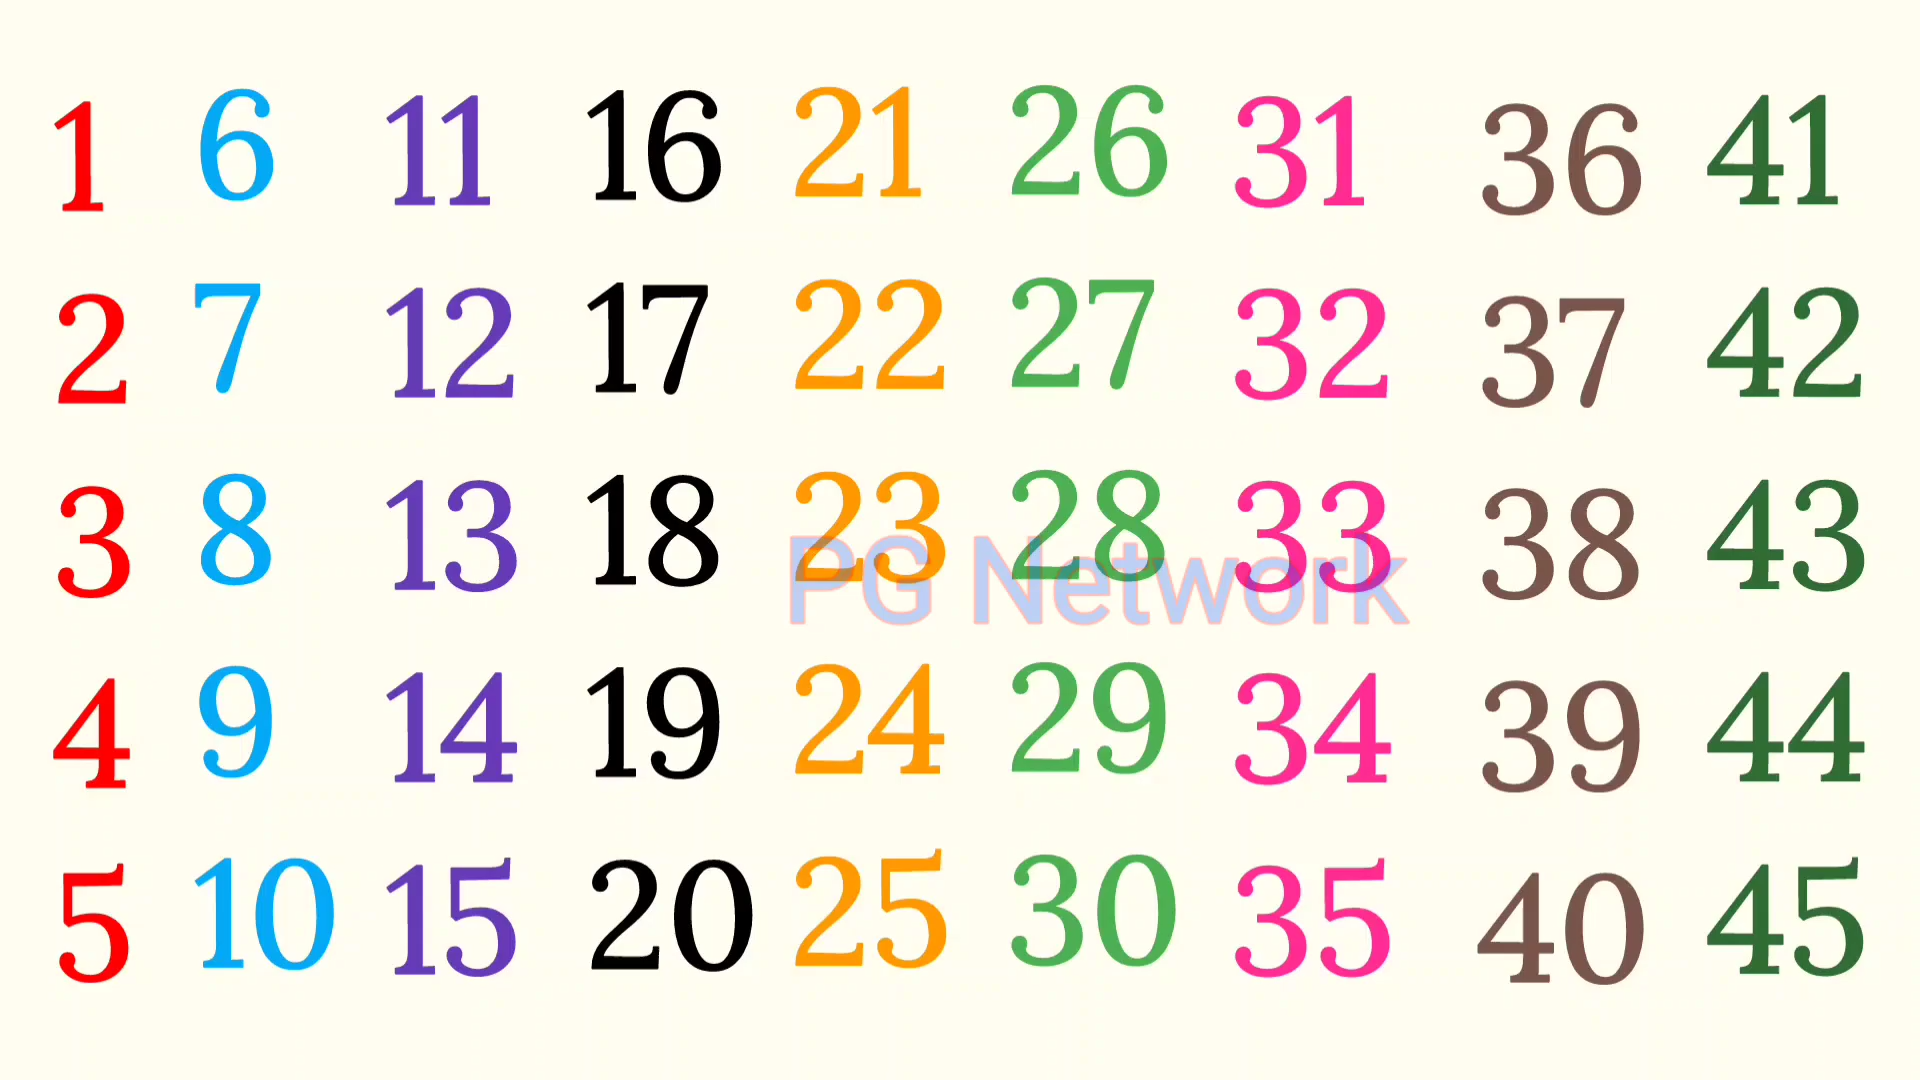 1 6 11 16 21 26 31 36 41
2 7 12 17 22 27 32 37 42
3 8 13 18 23 28 33 38 43
PG Network
4 9 14 19 24 29 34 39 44
5 10 15 20 25 30 35 40 45